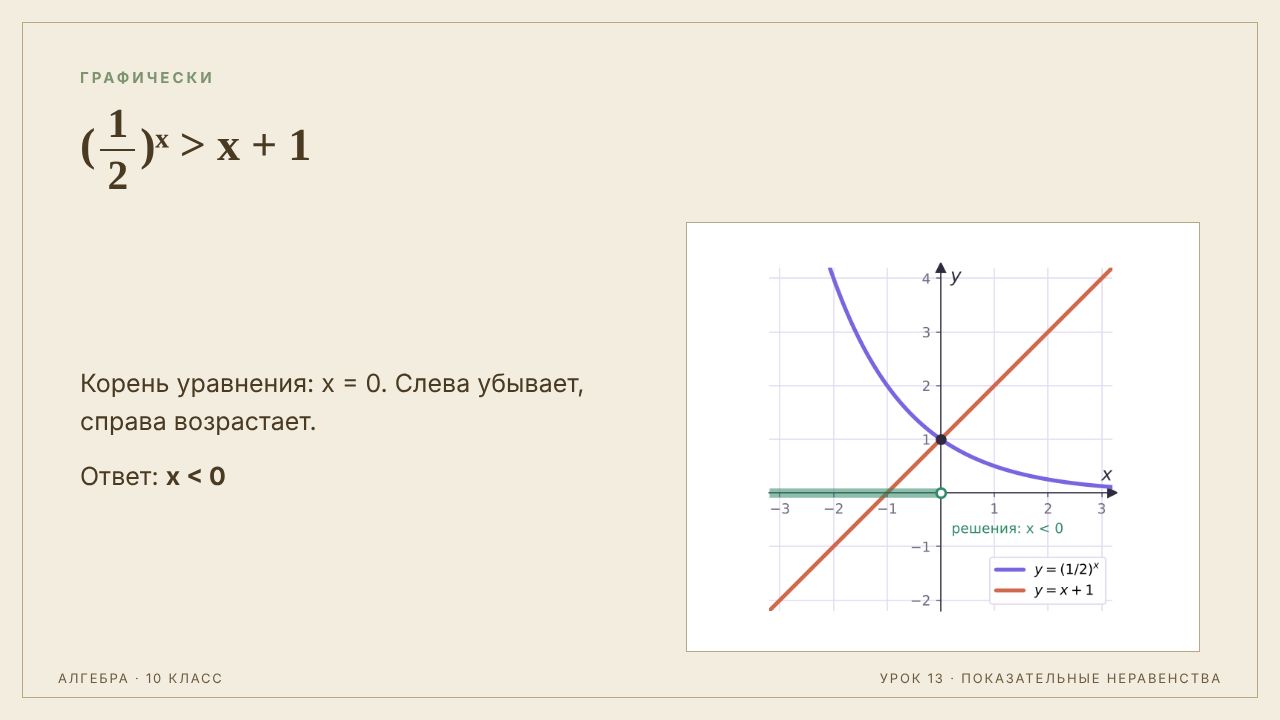 ГРАФИЧЕСКИ
(1/2)ˣ > x + 1
Корень уравнения: x = 0. Слева убывает,
справа возрастает.
Ответ: x < 0
y
4
3
2
1
x
−3 −2 −1 1 2 3
решения: x < 0
−1
y = (1/2)ˣ
y = x + 1
−2
АЛГЕБРА · 10 КЛАСС
УРОК 13 · ПОКАЗАТЕЛЬНЫЕ НЕРАВЕНСТВА